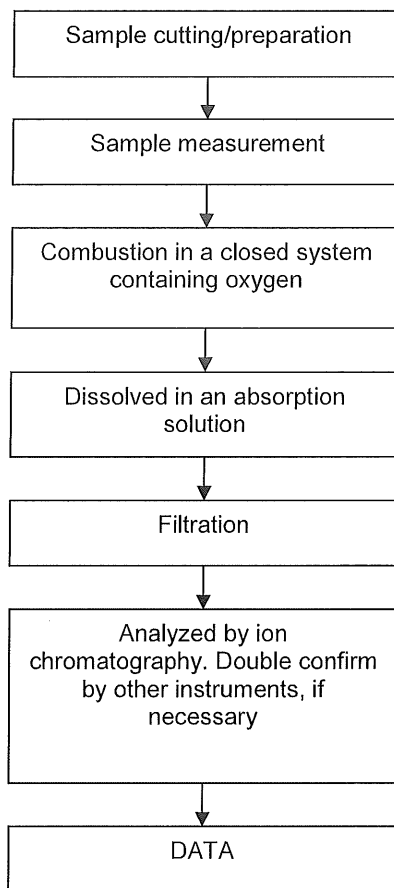 Sample cutting/preparation
Sample measurement
Combustion in a closed system
containing oxygen
Dissolved in an absorption
solution
Filtration
Analyzed by ion
chromatography. Double confirm
by other instruments, if
necessary
DATA